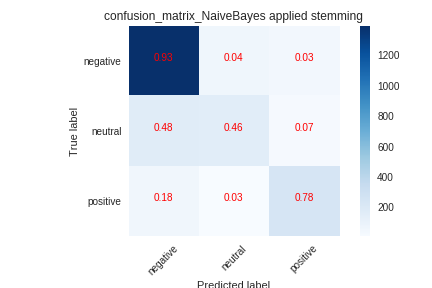 confusion_matrix_NaiveBayes applied stemming
True label
negative 0.93 0.04 0.03
neutral 0.48 0.46 0.07
positive 0.18 0.03 0.78
negative neutral positive
Predicted label
1200
1000
800
600
400
200